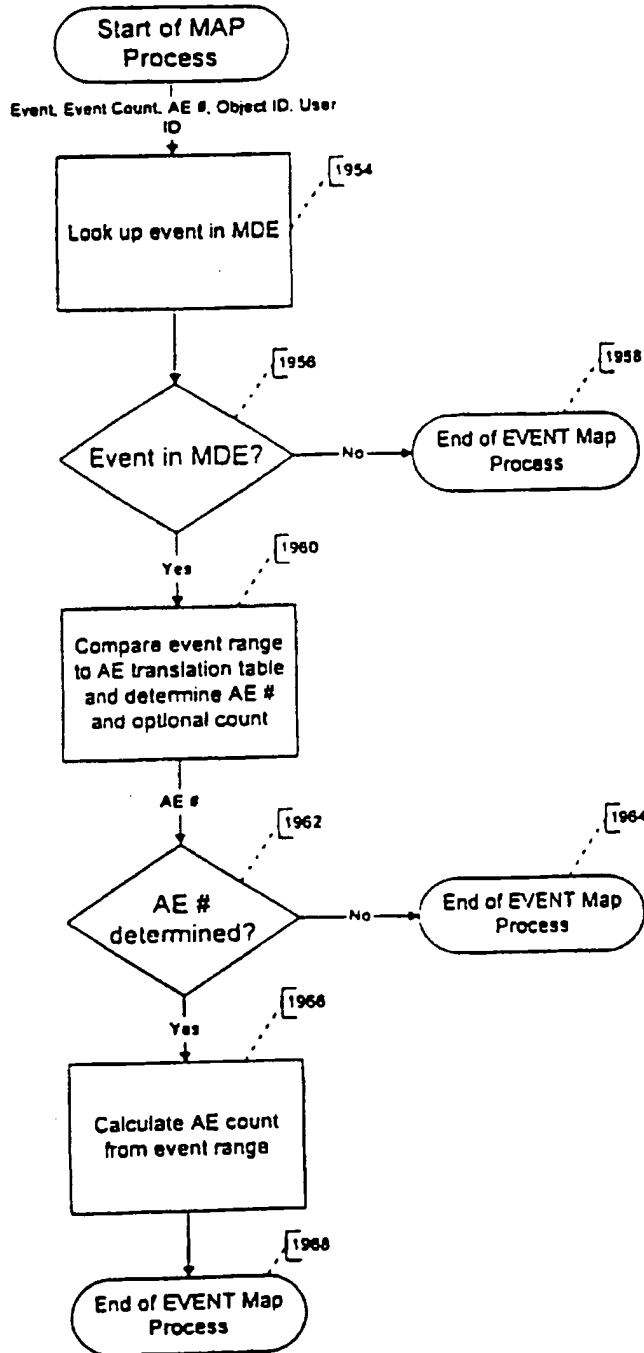 Start of MAP
Process
Event, Event Count, AE #, Object ID, User
ID
1954
Look up event in MDE
1956
1958
Event in MDE?
No
End of EVENT Map
Process
Yes
1960
Compare event range
to AE translation table
and determine AE #
and optional count
AE #
1962
1964
AE #
determined?
No
End of EVENT Map
Process
Yes
1966
Calculate AE count
from event range
1968
End of EVENT Map
Process